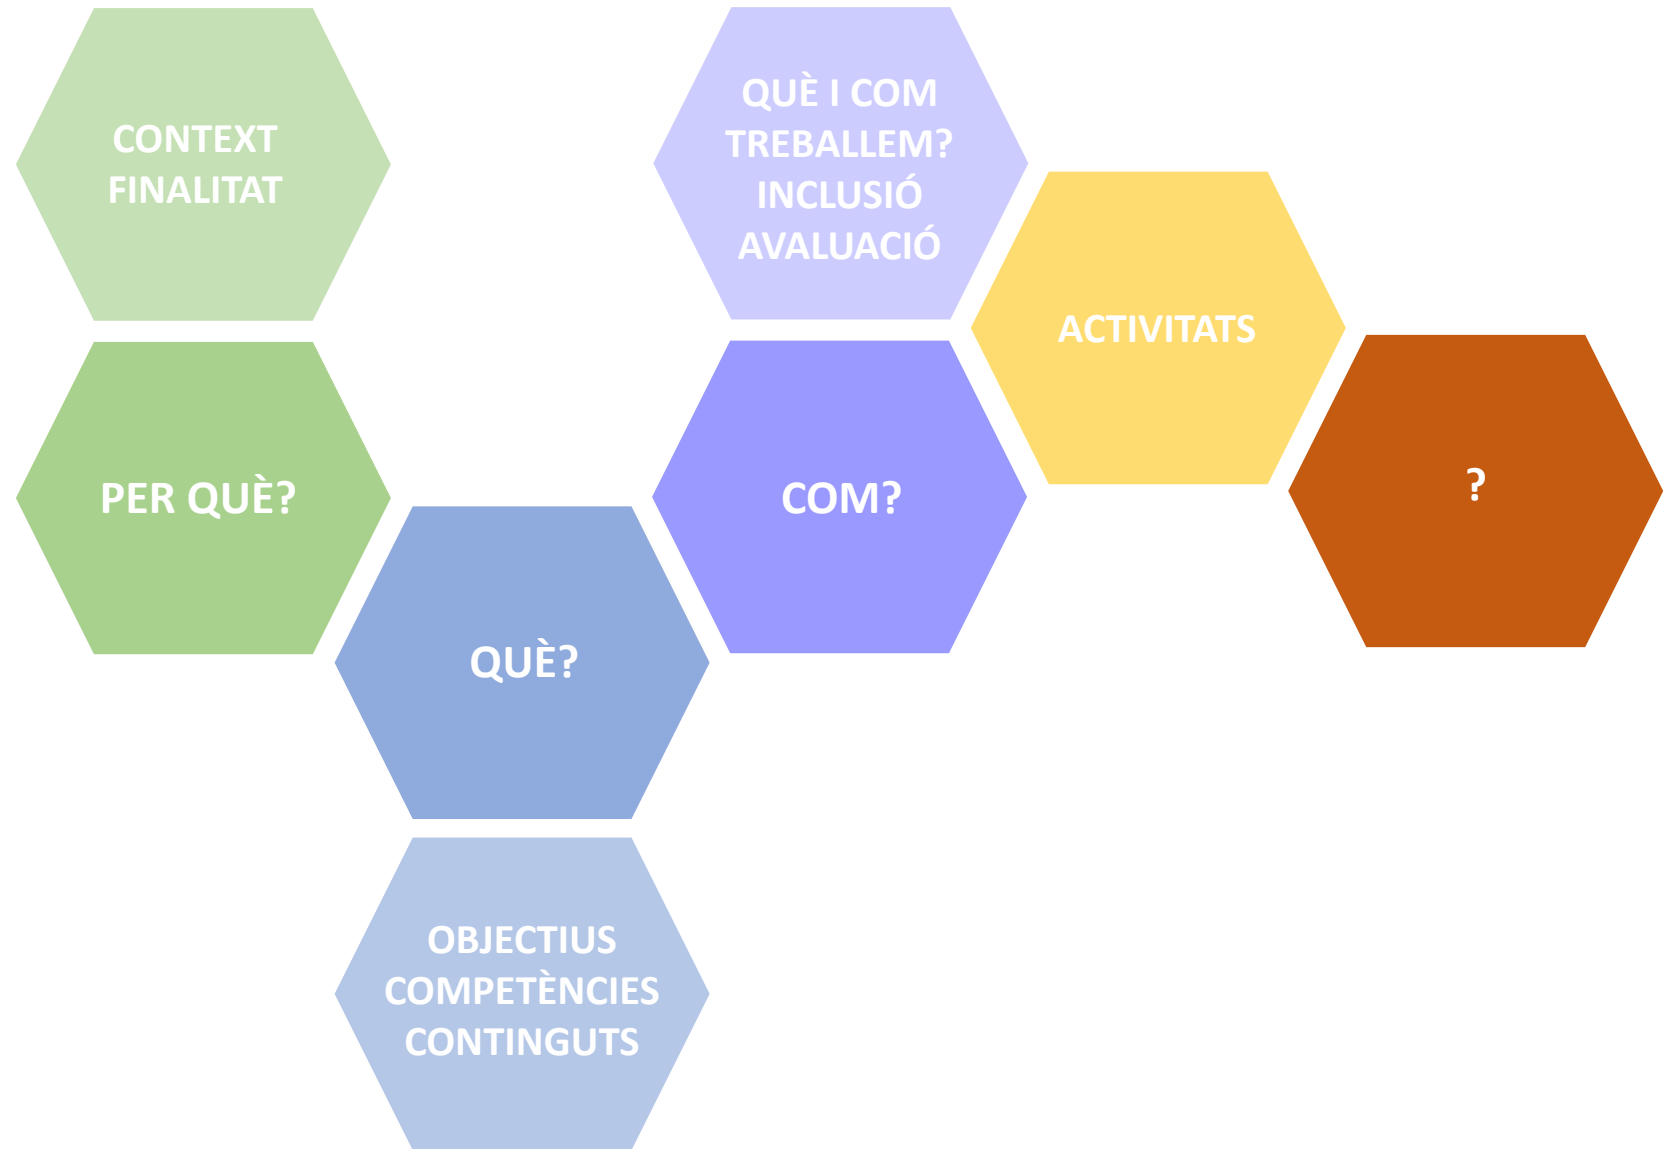 CONTEXT
FINALITAT
PER QUÈ?
QUÈ?
OBJECTIUS
COMPETÈNCIES
CONTINGUTS
QUÈ I COM
TREBALLEM?
INCLUSIÓ
AVALUACIÓ
COM?
ACTIVITATS
?